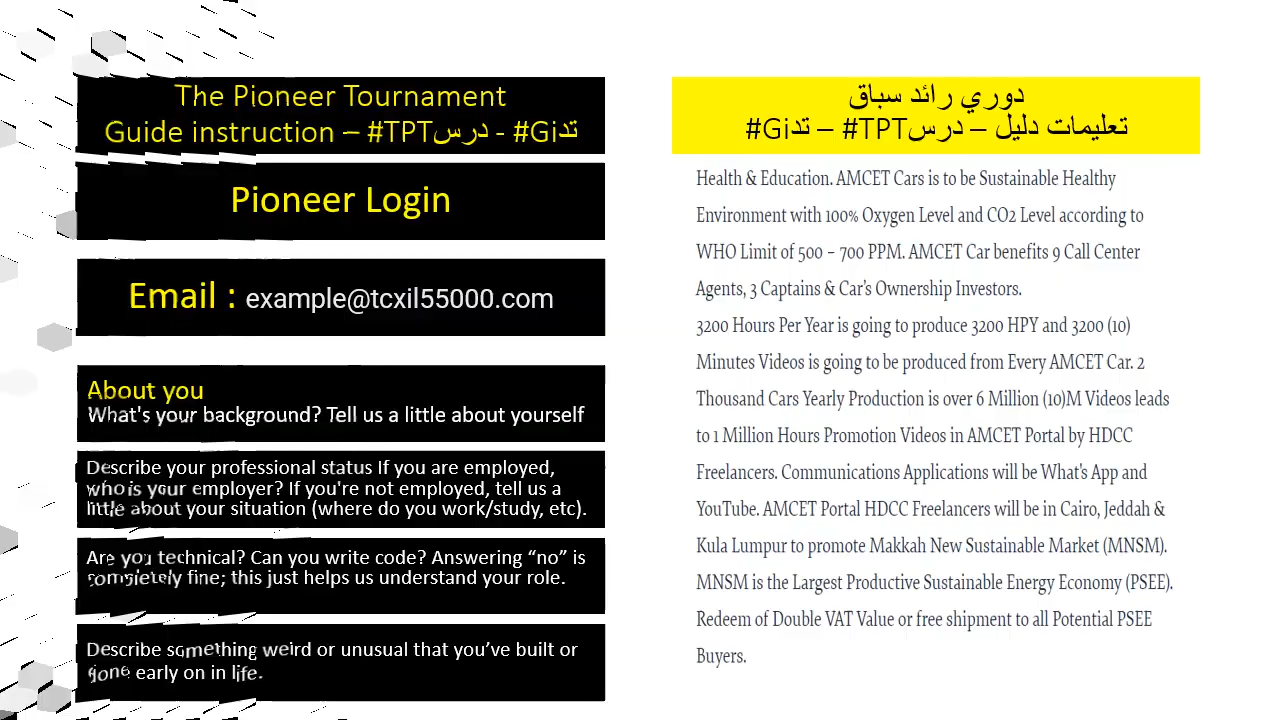 The Pioneer Tournament
Guide instruction – #TPTدرس - #Giتد
Pioneer Login
Email : example@tcxil55000.com
About you
What's your background? Tell us a little about yourself
Describe your professional status If you are employed,
who is your employer? If you're not employed, tell us a
little about your situation (where do you work/study, etc).
Are you technical? Can you write code? Answering “no” is
completely fine; this just helps us understand your role.
Describe something weird or unusual that you’ve built or
done early on in life.
دوري رائد سباق
تعليمات دليل – درسTPT# – تدGi#
Health & Education. AMCET Cars is to be Sustainable Healthy
Environment with 100% Oxygen Level and CO2 Level according to
WHO Limit of 500 – 700 PPM. AMCET Car benefits 9 Call Center
Agents, 3 Captains & Car’s Ownership Investors.
3200 Hours Per Year is going to produce 3200 HPY and 3200 (10)
Minutes Videos is going to be produced from Every AMCET Car. 2
Thousand Cars Yearly Production is over 6 Million (10)M Videos leads
to 1 Million Hours Promotion Videos in AMCET Portal by HDCC
Freelancers. Communications Applications will be What's App and
YouTube. AMCET Portal HDCC Freelancers will be in Cairo, Jeddah &
Kula Lumpur to promote Makkah New Sustainable Market (MNSM).
MNSM is the Largest Productive Sustainable Energy Economy (PSEE).
Redeem of Double VAT Value or free shipment to all Potential PSEE
Buyers.